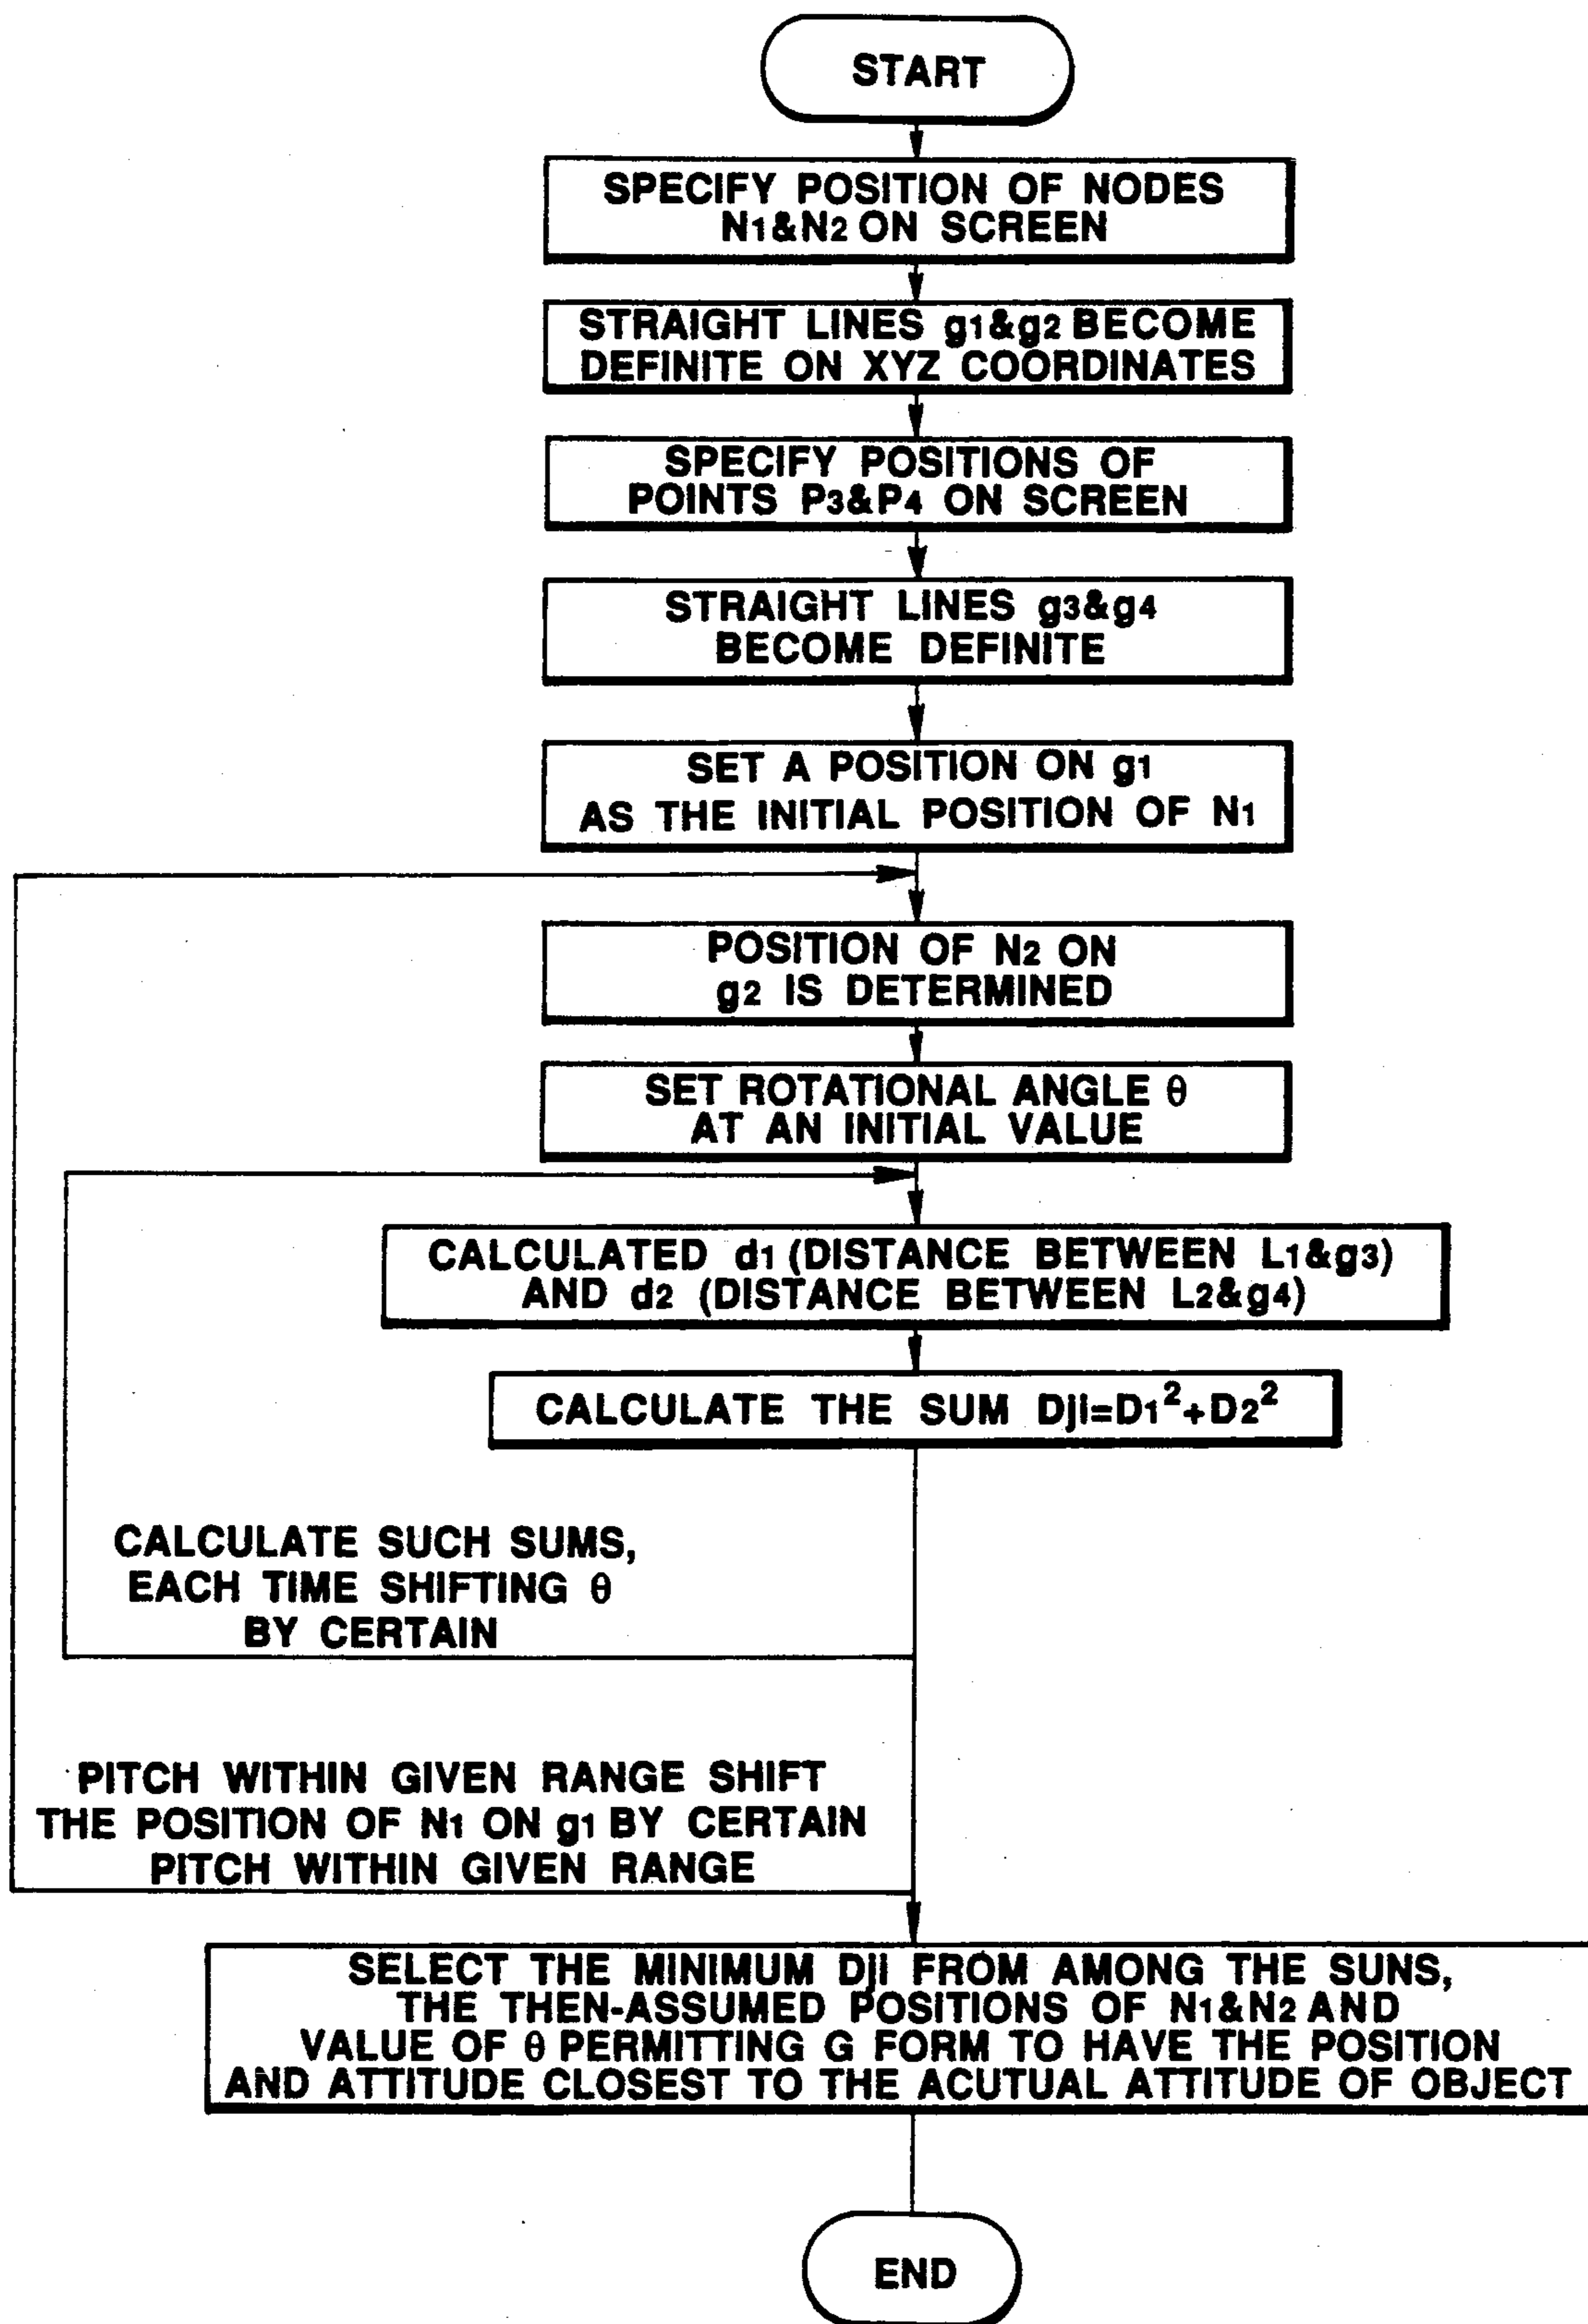 START
SPECIFY POSITION OF NODES
N1&N2 ON SCREEN
STRAIGHT LINES g1&g2 BECOME
DEFINITE ON XYZ COORDINATES
SPECIFY POSITIONS OF
POINTS P3&P4 ON SCREEN
STRAIGHT LINES g3&g4
BECOME DEFINITE
SET A POSITION ON g1
AS THE INITIAL POSITION OF N1
POSITION OF N2 ON
g2 IS DETERMINED
SET ROTATIONAL ANGLE θ
AT AN INITIAL VALUE
CALCULATED d1 (DISTANCE BETWEEN L1&g3)
AND d2 (DISTANCE BETWEEN L2&g4)
CALCULATE THE SUM Dji=D1²+D2²
CALCULATE SUCH SUMS,
EACH TIME SHIFTING θ
BY CERTAIN
PITCH WITHIN GIVEN RANGE SHIFT
THE POSITION OF N1 ON g1 BY CERTAIN
PITCH WITHIN GIVEN RANGE
SELECT THE MINIMUM Dji FROM AMONG THE SUNS,
THE THEN-ASSUMED POSITIONS OF N1&N2 AND
VALUE OF θ PERMITTING G FORM TO HAVE THE POSITION
AND ATTITUDE CLOSEST TO THE ACUTUAL ATTITUDE OF OBJECT
END